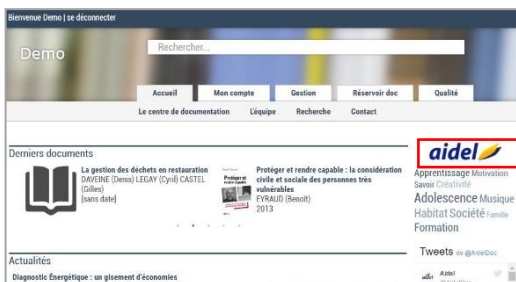 Bienvenue Demo | se déconnecter
Demo
Rechercher...
Accueil Mon compte Gestion Réservoir doc Qualité
Le centre de documentation L'équipe Recherche Contact
Derniers documents
La gestion des déchets en restauration
DAVEINE (Denis) LEGAY (Cyril) CASTEL
(Gilles)
[sans date]
Protéger et rendre capable : la considération
civile et sociale des personnes très
vulnérables
EYRAUD (Benoit)
2013
aidel
Apprentissage Motivation
Savoir Créativité
Adolescence Musique
Habitat Société Famille
Formation
Tweets de @AidelDoc
Aidel
Actualités
Diagnostic Énergétique : un gisement d'économies